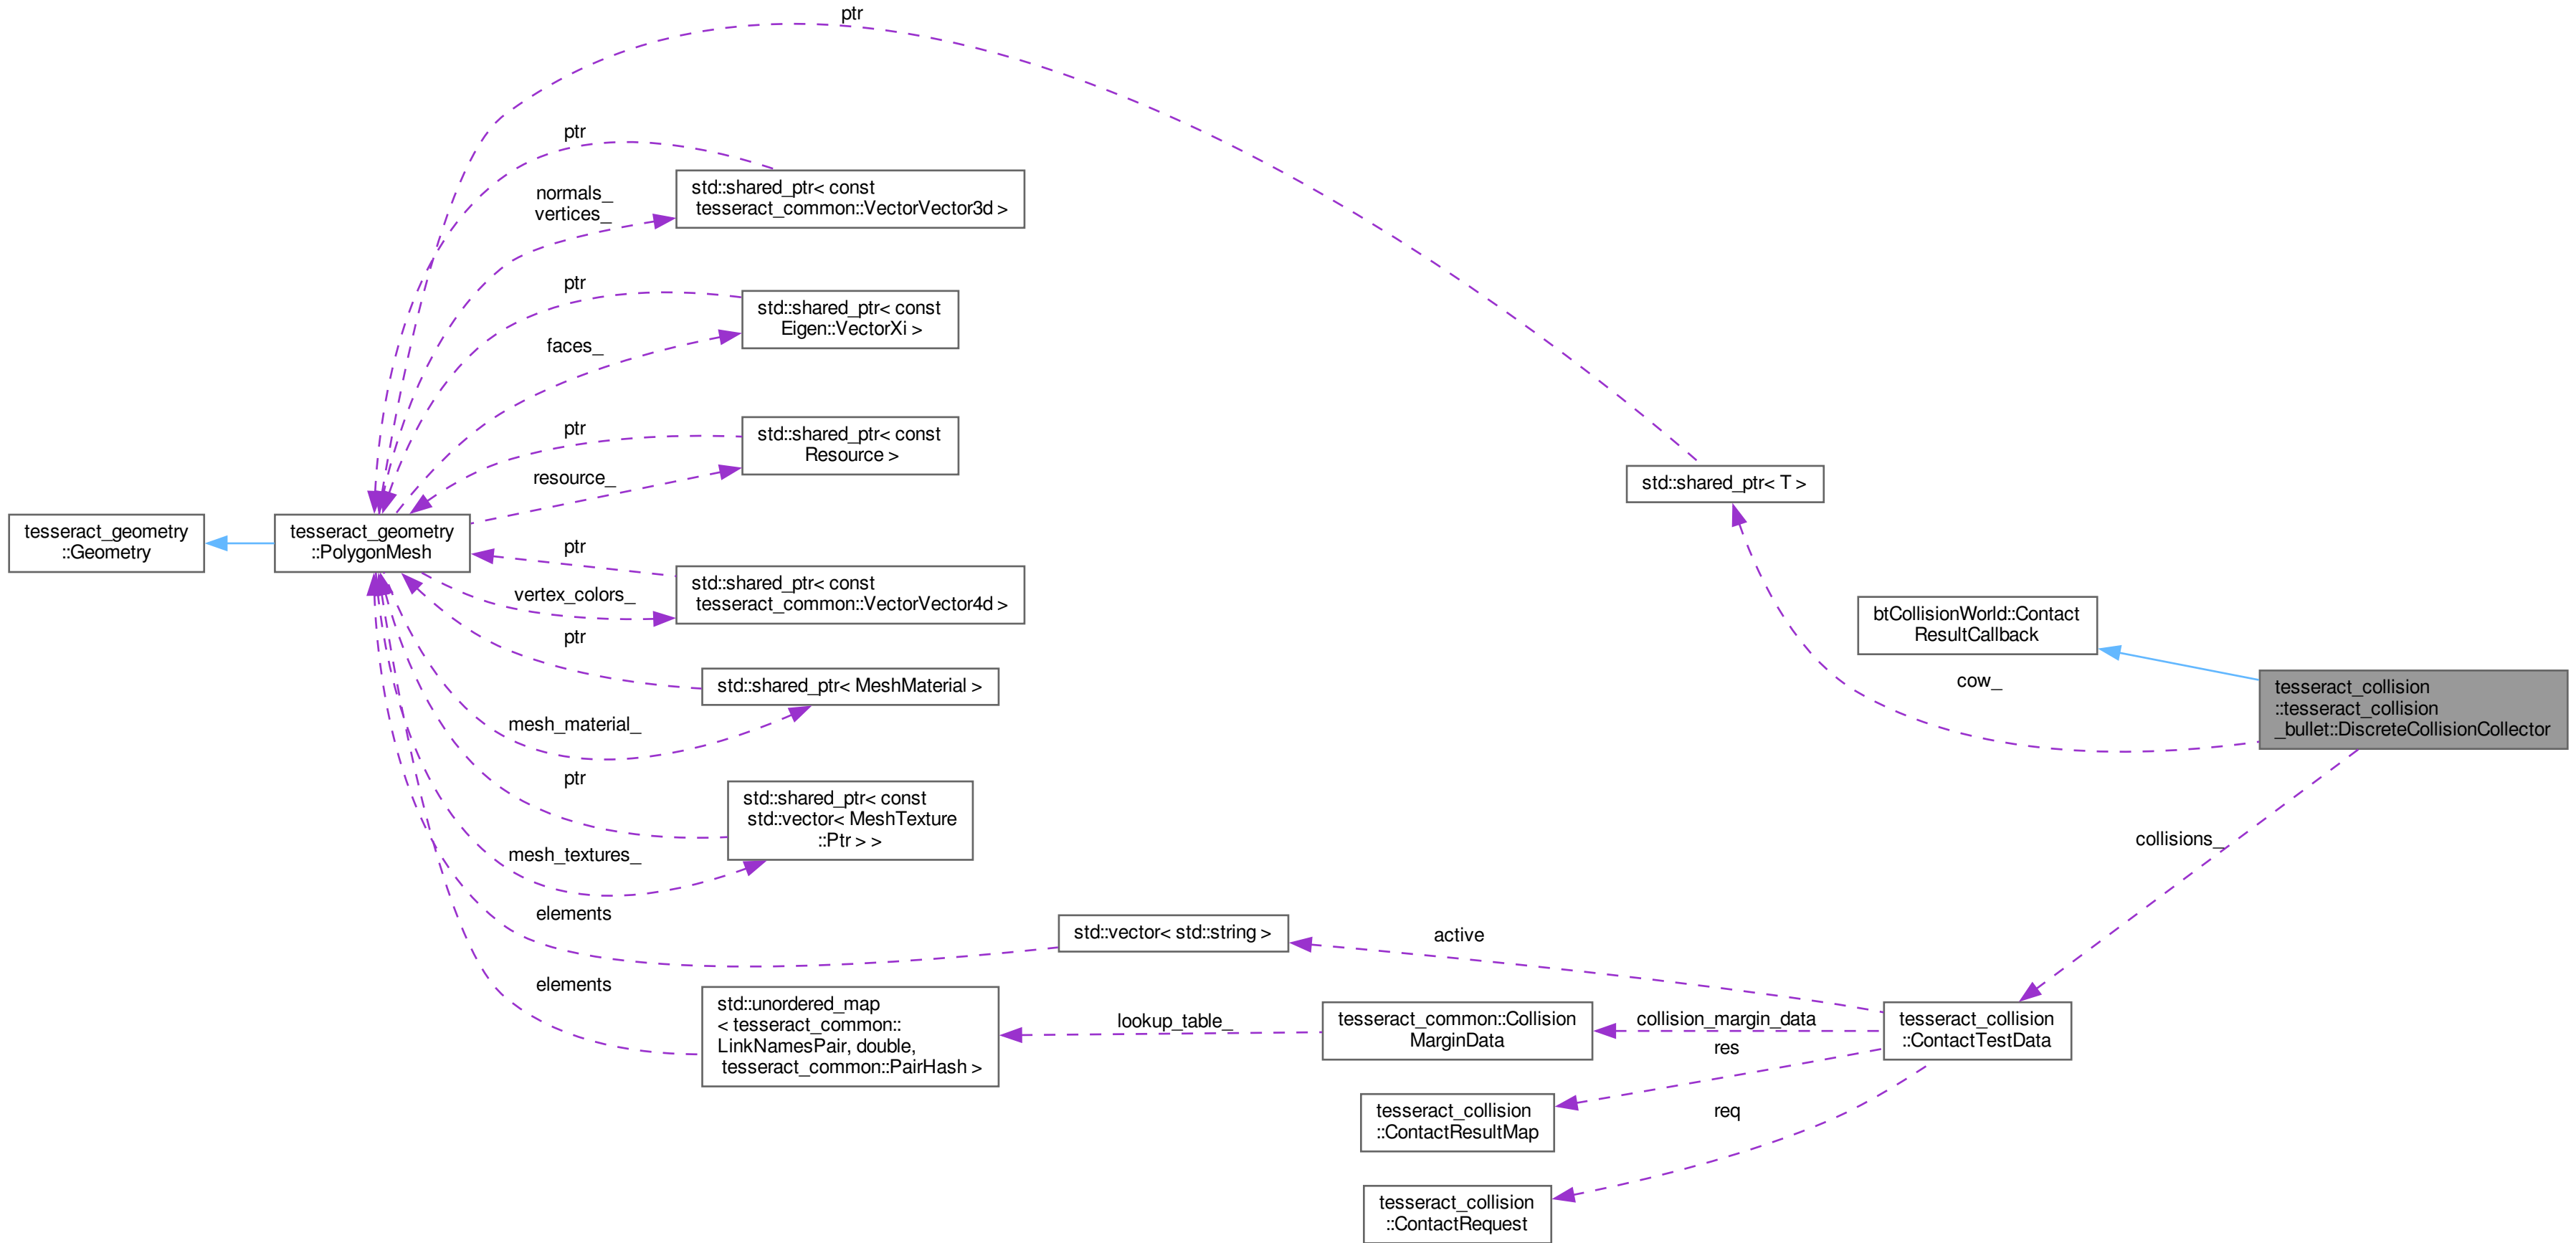 ptr
ptr
normals_
vertices_
std::shared_ptr< const
tesseract_common::VectorVector3d >
ptr
std::shared_ptr< const
Eigen::VectorXi >
faces_
ptr
std::shared_ptr< const
Resource >
resource_
std::shared_ptr< T >
tesseract_geometry
::Geometry
tesseract_geometry
::PolygonMesh
ptr
std::shared_ptr< const
tesseract_common::VectorVector4d >
vertex_colors_
btCollisionWorld::Contact
ResultCallback
ptr
std::shared_ptr< MeshMaterial >
cow_
tesseract_collision
::tesseract_collision
_bullet::DiscreteCollisionCollector
mesh_material_
ptr
std::shared_ptr< const
std::vector< MeshTexture
::Ptr > >
mesh_textures_
collisions_
elements
std::vector< std::string >
active
elements
std::unordered_map
< tesseract_common::
LinkNamesPair, double,
tesseract_common::PairHash >
lookup_table_
tesseract_common::Collision
MarginData
collision_margin_data
res
tesseract_collision
::ContactTestData
tesseract_collision
::ContactResultMap
req
tesseract_collision
::ContactRequest